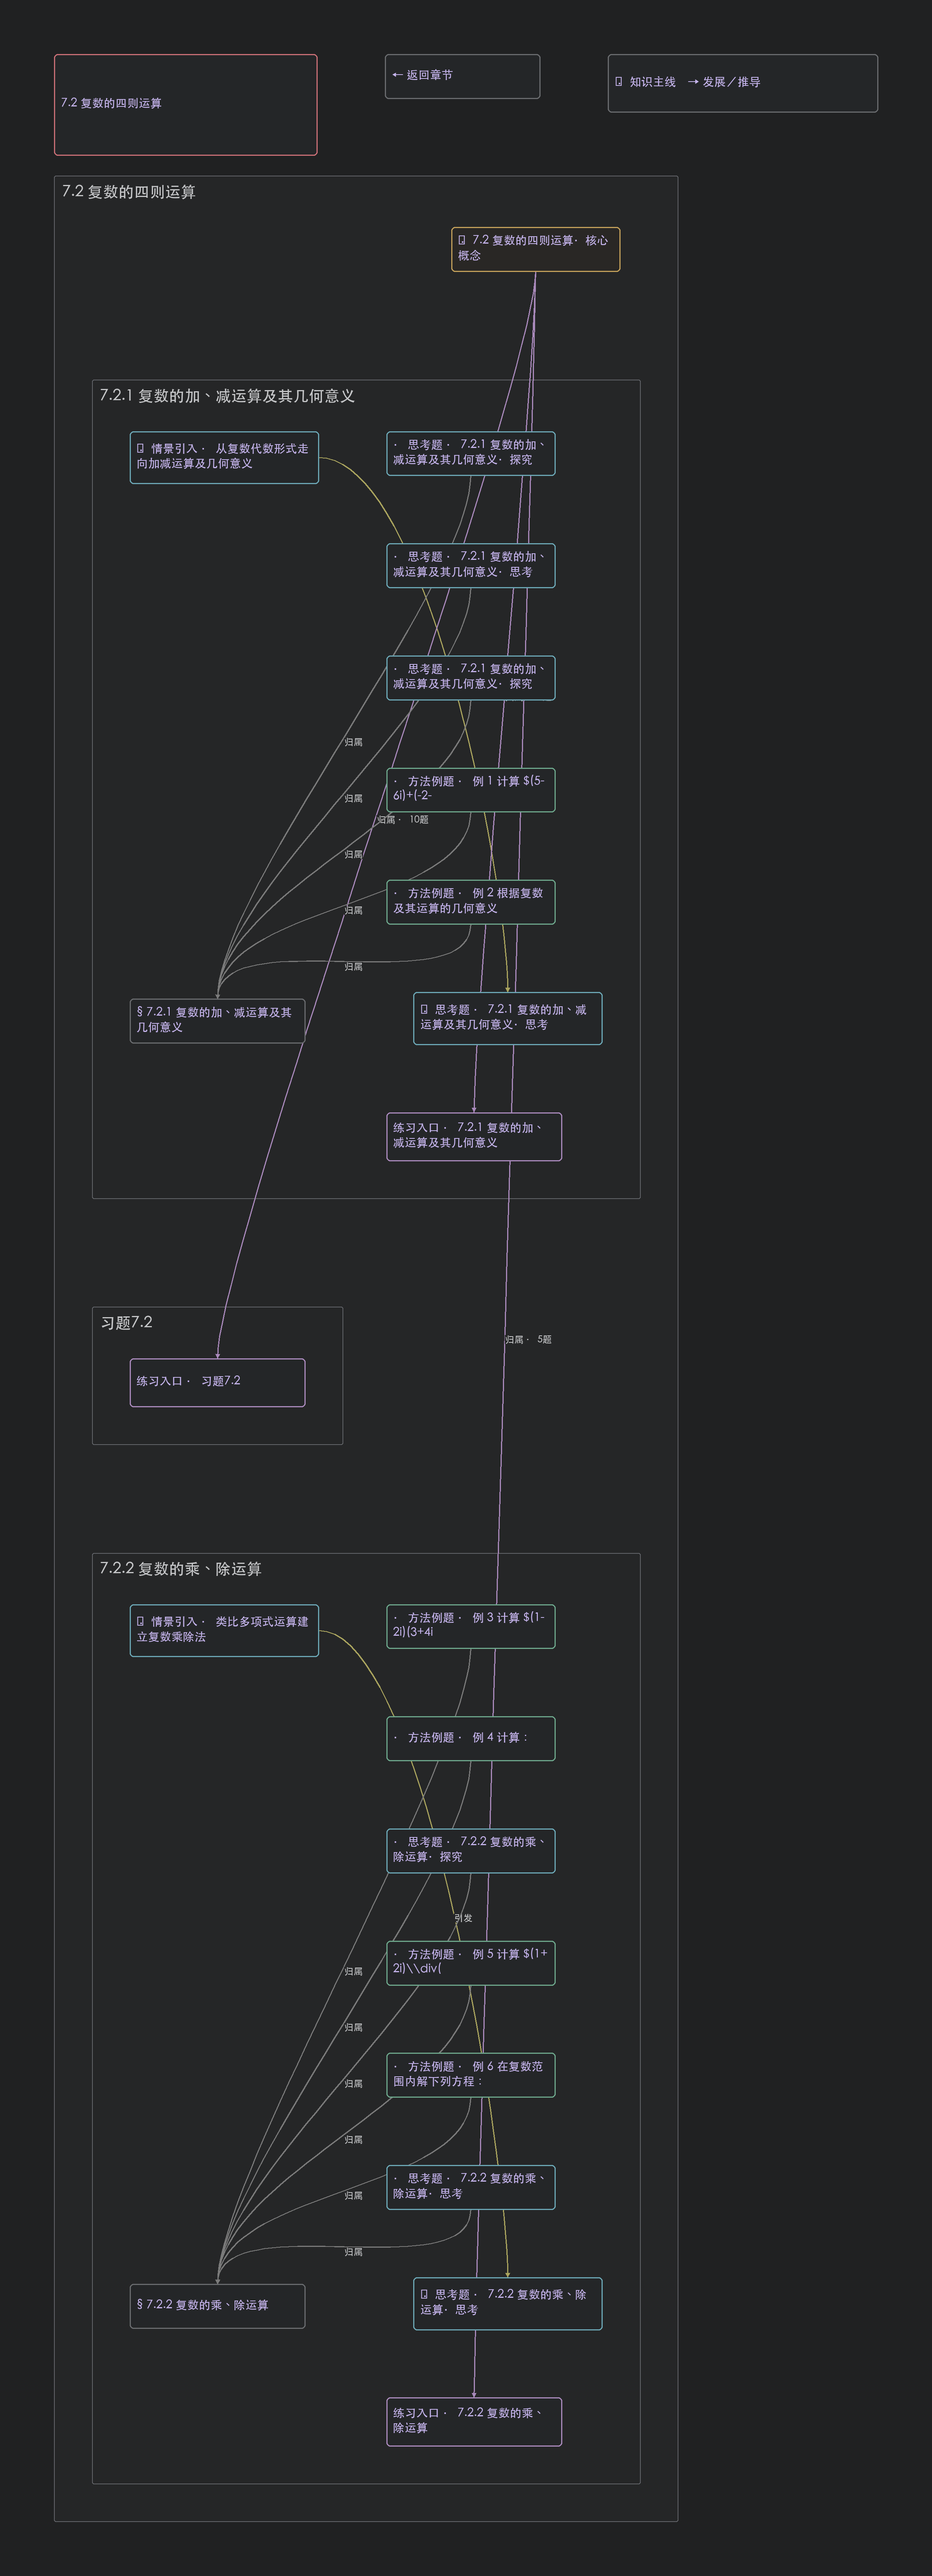 7.2 复数的四则运算
← 返回章节
知识主线 → 发展／推导
7.2 复数的四则运算
7.2 复数的四则运算· 核心
概念
7.2.1 复数的加、减运算及其几何意义
情景引入 · 从复数代数形式走
向加减运算及几何意义
· 思考题 · 7.2.1 复数的加、
减运算及其几何意义· 探究
· 思考题 · 7.2.1 复数的加、
减运算及其几何意义· 思考
· 思考题 · 7.2.1 复数的加、
减运算及其几何意义· 探究
归属
· 方法例题 · 例 1 计算 $(5-
6i)+(-2-
归属
归属 · 10题
归属
· 方法例题 · 例 2 根据复数
及其运算的几何意义
归属
归属
§ 7.2.1 复数的加、减运算及其
几何意义
思考题 · 7.2.1 复数的加、减
运算及其几何意义· 思考
练习入口 · 7.2.1 复数的加、
减运算及其几何意义
习题7.2
归属 · 5题
练习入口 · 习题7.2
7.2.2 复数的乘、除运算
情景引入 · 类比多项式运算建
立复数乘除法
· 方法例题 · 例 3 计算 $(1-
2i)(3+4i
· 方法例题 · 例 4 计算：
· 思考题 · 7.2.2 复数的乘、
除运算· 探究
引发
· 方法例题 · 例 5 计算 $(1+
2i)\\div(
归属
归属
· 方法例题 · 例 6 在复数范
围内解下列方程：
归属
归属
· 思考题 · 7.2.2 复数的乘、
除运算· 思考
归属
归属
§ 7.2.2 复数的乘、除运算
思考题 · 7.2.2 复数的乘、除
运算· 思考
练习入口 · 7.2.2 复数的乘、
除运算